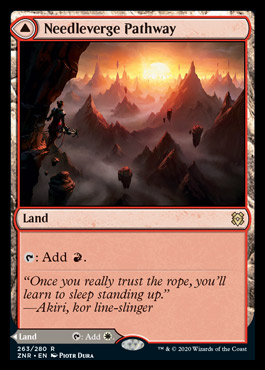 Needleverge Pathway
Land
: Add .
“Once you really trust the rope, you’ll
learn to sleep standing up.”
—Akiri, kor line-slinger
Land : Add
263/280 R
ZNR • EN Piotr Dura
™ & © 2020 Wizards of the Coast